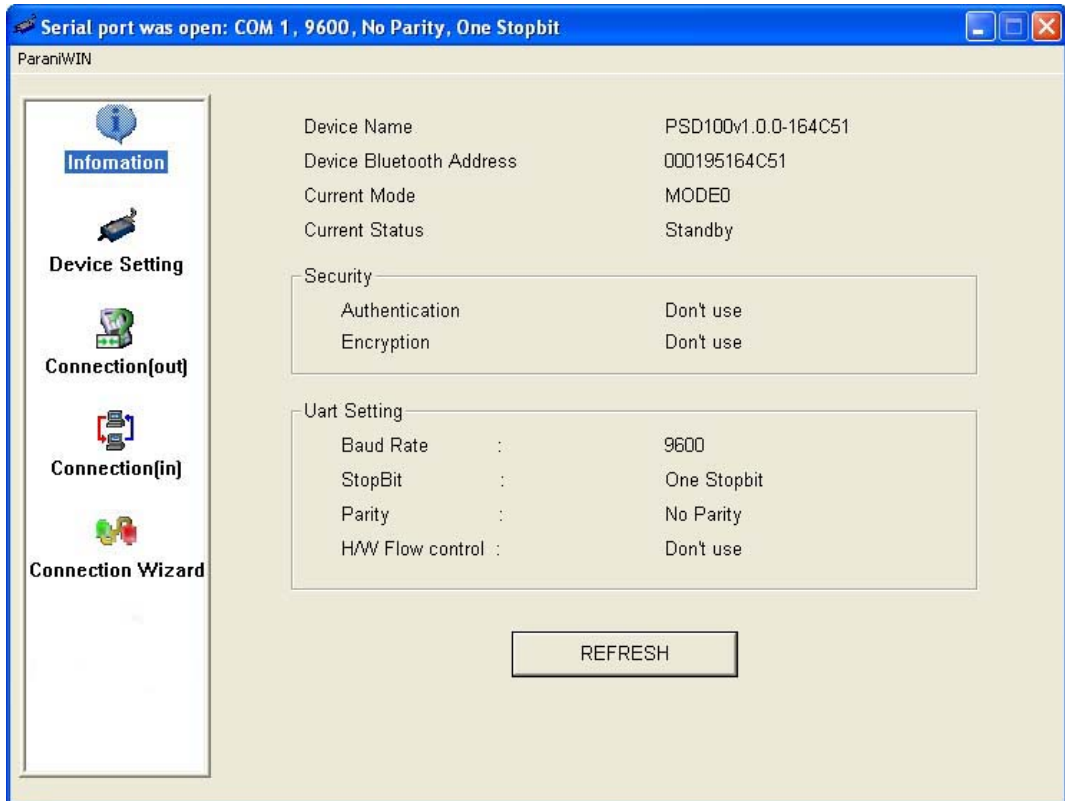 Serial port was open: COM 1, 9600, No Parity, One Stopbit
ParaniWIN
Infomation
Device Setting
Connection(out)
Connection(in)
Connection Wizard
Device Name PSD100v1.0.0-164C51
Device Bluetooth Address 000195164C51
Current Mode MODE0
Current Status Standby
Security
Authentication Don't use
Encryption Don't use
Uart Setting
Baud Rate : 9600
StopBit : One Stopbit
Parity : No Parity
H/W Flow control : Don't use
REFRESH